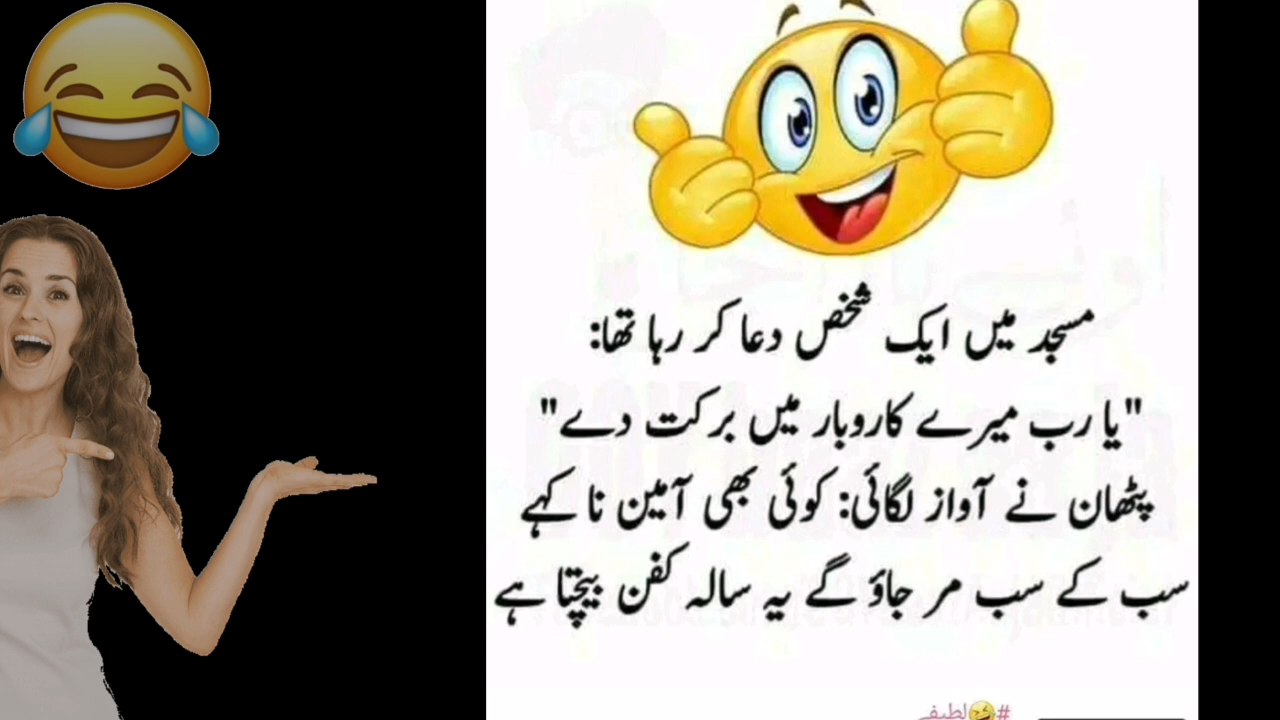 مسجد میں ایک شخص دعا کر رہا تھا:
"یا رب میرے کاروبار میں برکت دے"
پٹھان نے آواز لگائی: کوئی بھی آمین نا کہے
سب کے سب مر جاؤ گے یہ سالہ کفن بیچتا ہے
#🤣لطیفے